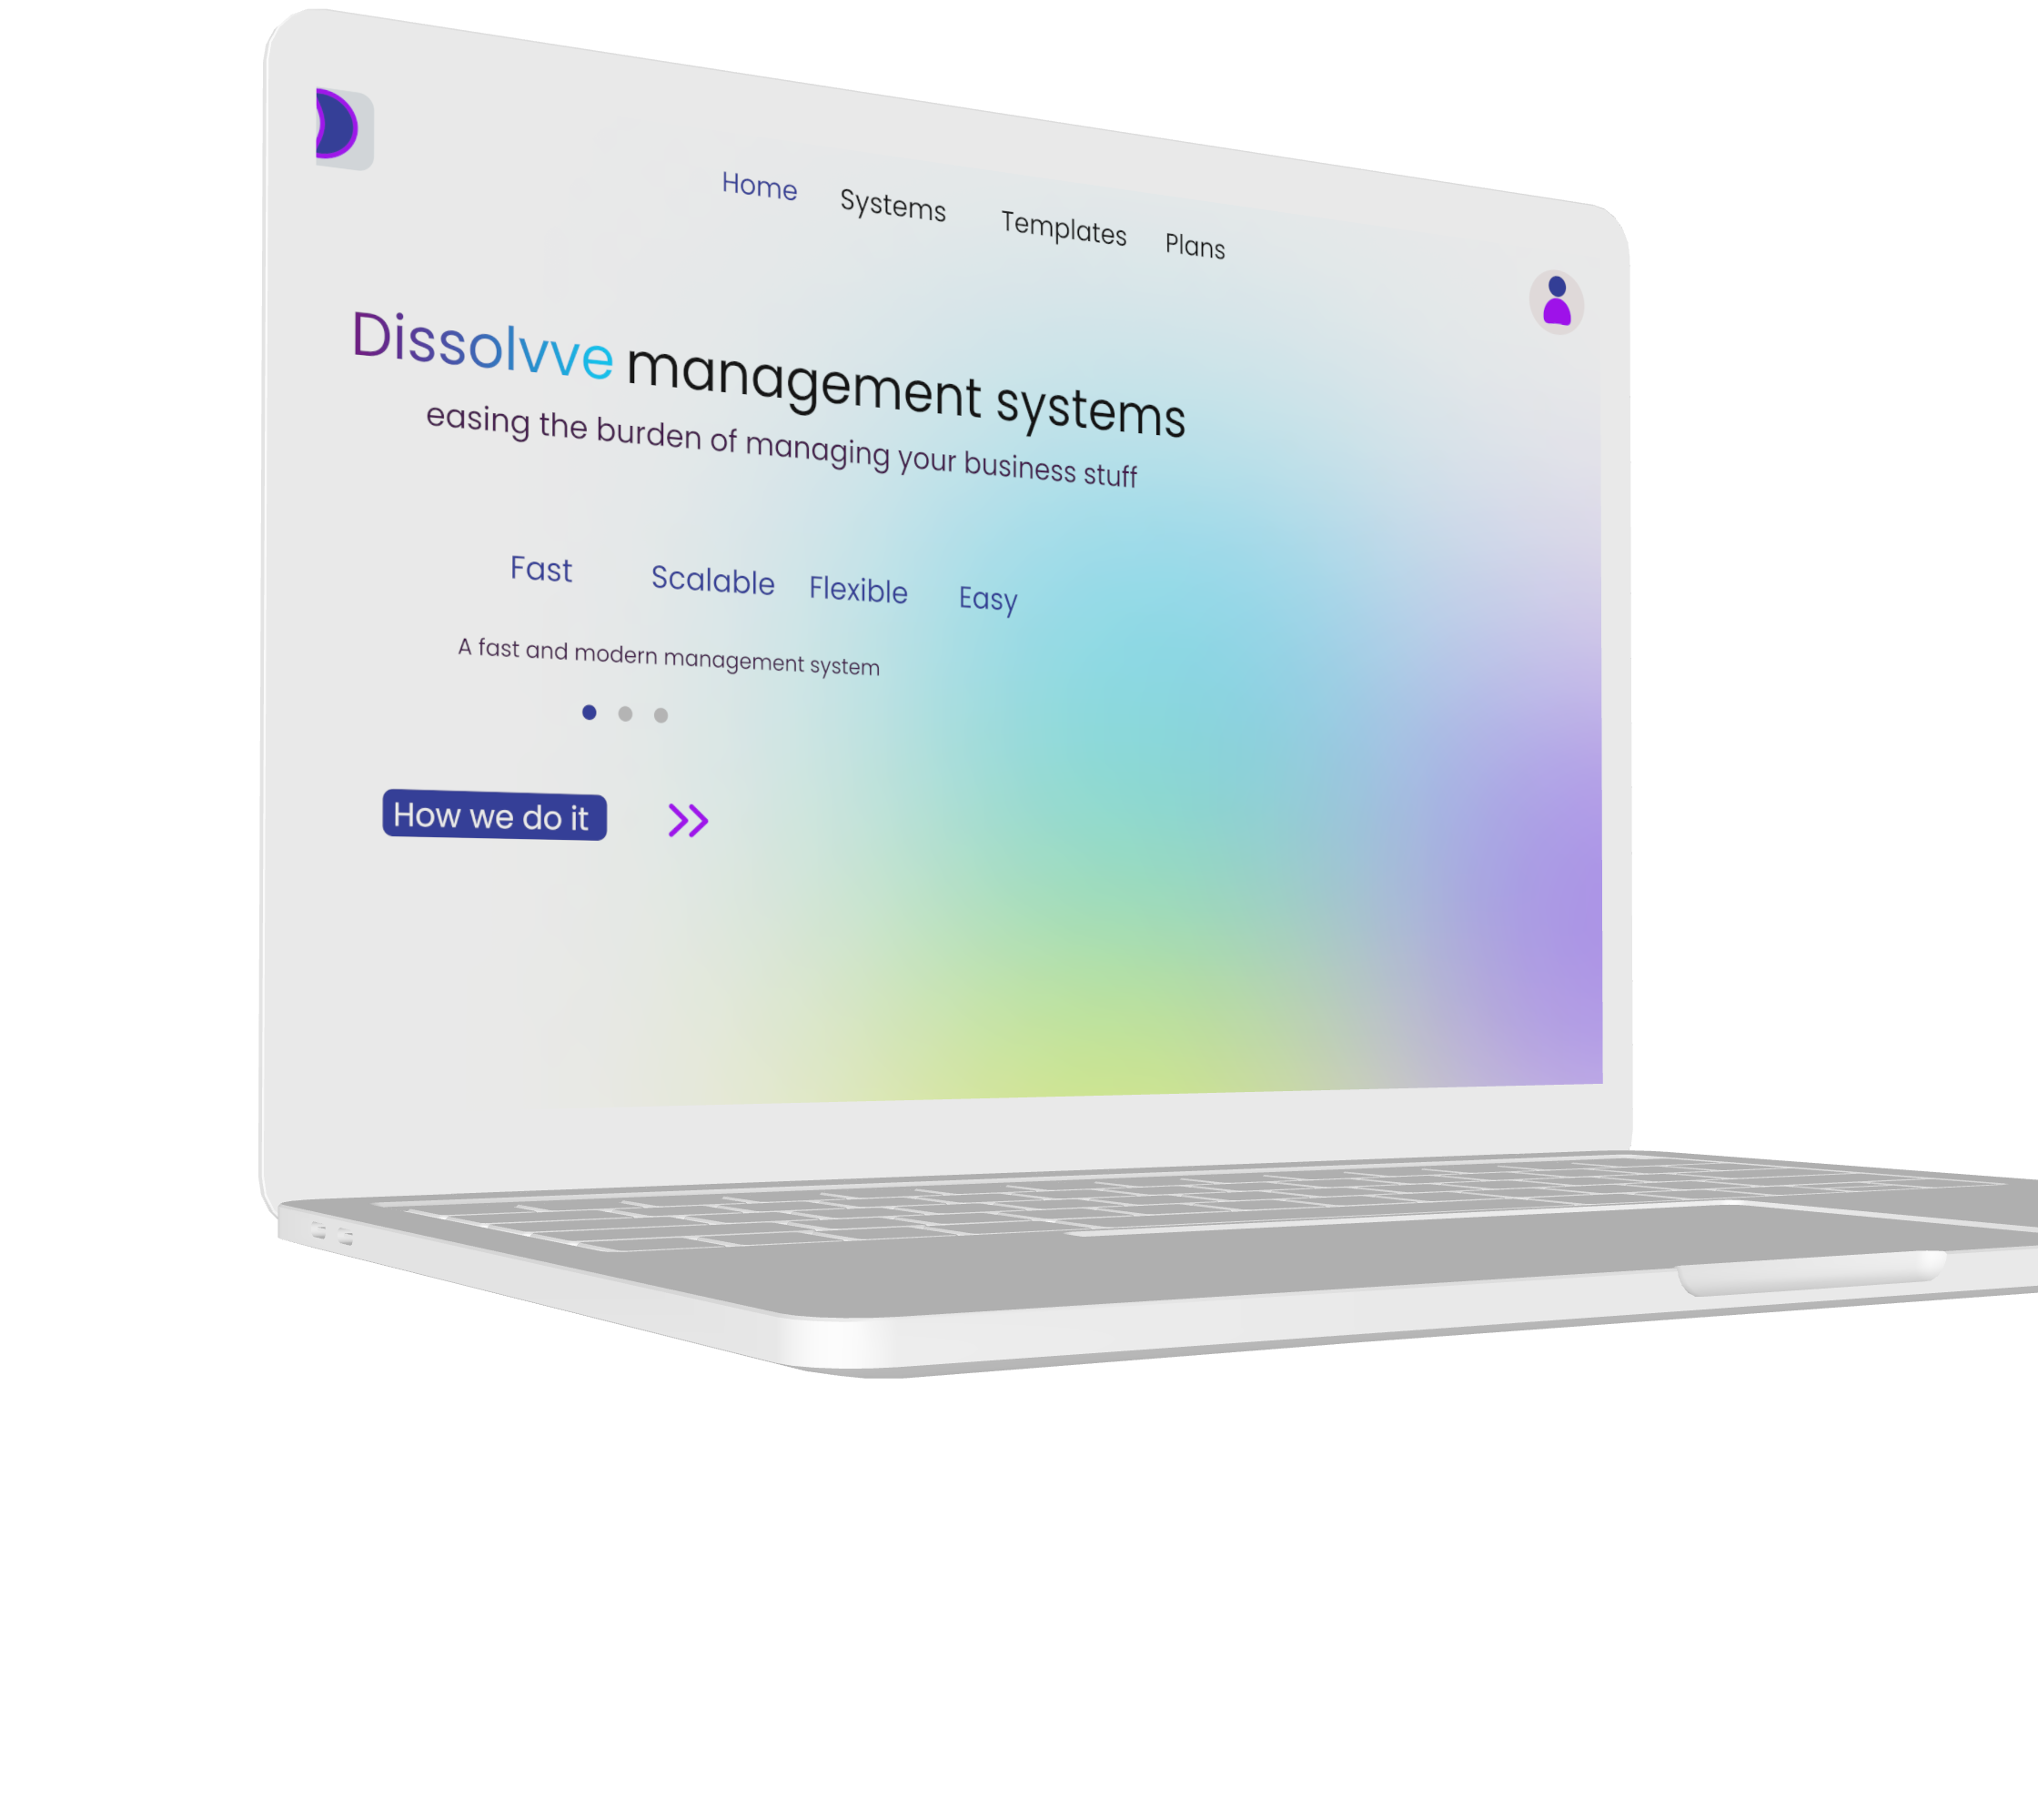 Home Systems Templates Plans
Dissolvve management systems
easing the burden of managing your business stuff
Fast Scalable Flexible Easy
A fast and modern management system
How we do it